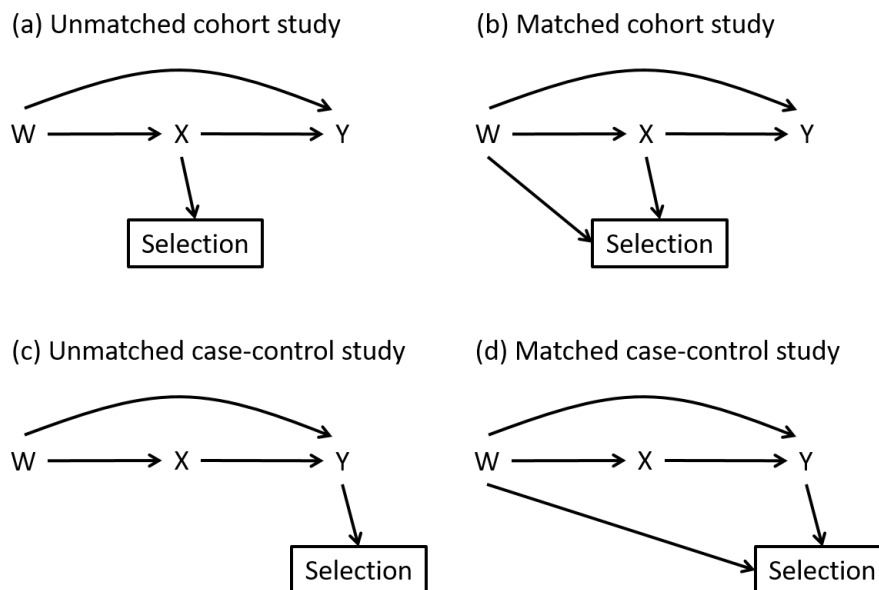 (a) Unmatched cohort study
W X Y
Selection
(b) Matched cohort study
W X Y
Selection
(c) Unmatched case-control study
W X Y
Selection
(d) Matched case-control study
W X Y
Selection